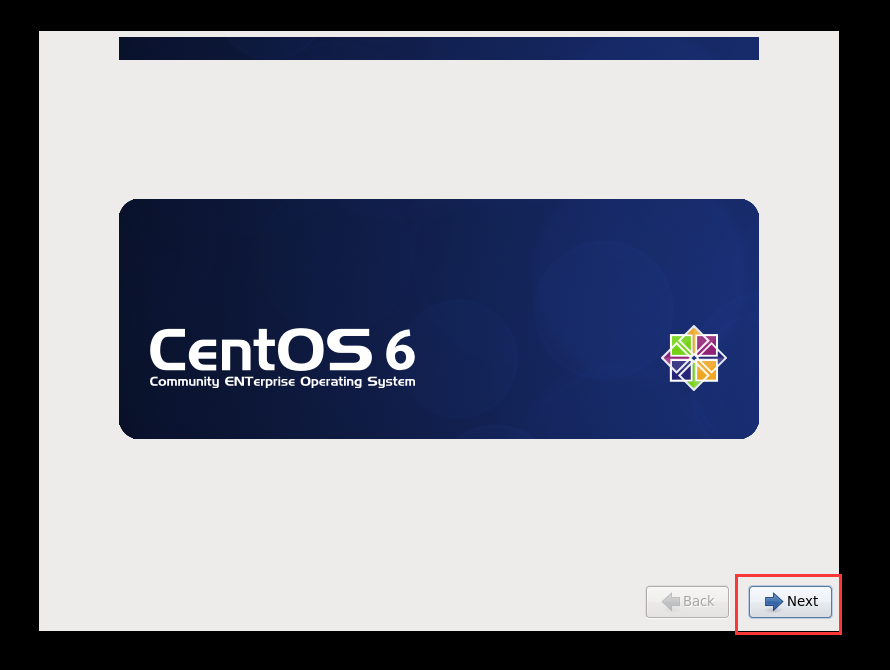 CentOS 6
Community ENTerprise Operating System
Back
Next